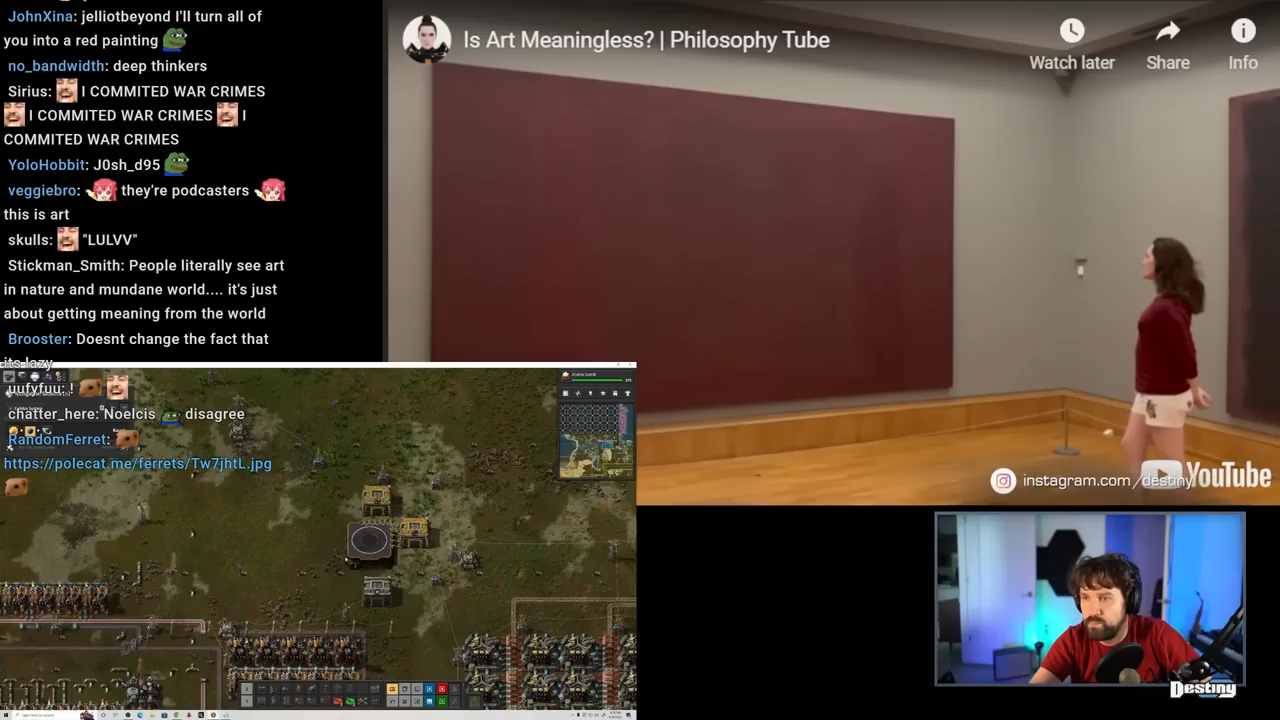 JohnXina: jelliotbeyond I'll turn all of
you into a red painting
no_bandwidth: deep thinkers
Sirius: I COMMITED WAR CRIMES
I COMMITED WAR CRIMES I
COMMITED WAR CRIMES
YoloHobbit: J0sh_d95
veggiebro: they're podcasters
this is art
skulls: "LULVV"
Stickman_Smith: People literally see art
in nature and mundane world.... it's just
about getting meaning from the world
Brooster: Doesnt change the fact that
its lazy
uufyfuu: !
chatter_here: Noelcis disagree
RandomFerret:
https://polecat.me/ferrets/Tw7jhtL.jpg
Is Art Meaningless? | Philosophy Tube
Watch later
Share
Info
instagram.com/destiny
YouTube
Destiny